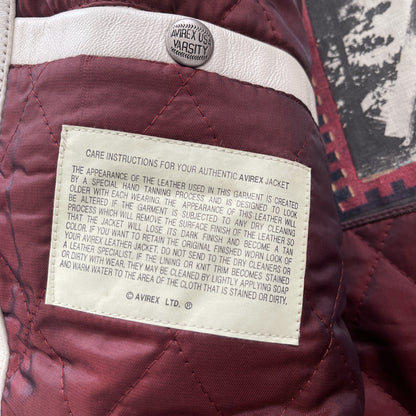 AVIREX USA
VARSITY
CARE INSTRUCTIONS FOR YOUR AUTHENTIC AVIREX JACKET
THE APPEARANCE OF THE LEATHER USED IN THIS GARMENT IS CREATED
BY A SPECIAL HAND TANNING PROCESS AND IS DESIGNED TO LOOK
OLDER WITH EACH WEARING. THE APPEARANCE OF THIS LEATHER WILL
BE ALTERED IF THE GARMENT IS SUBJECTED TO ANY DRY CLEANING
PROCESS WHICH WILL REMOVE THE SURFACE FINISH OF THE LEATHER SO
THAT THE JACKET WILL LOSE ITS DARK FINISH AND BECOME A TAN
COLOR. IF YOU WANT TO RETAIN THE ORIGINAL FINISHED WORN LOOK OF
YOUR AVIREX LEATHER JACKET, DO NOT SEND TO THE DRY CLEANERS OR
A LEATHER SPECIALIST. IF THE LINING OR KNIT TRIM BECOMES STAINED
OR DIRTY WITH WEAR, THEY MAY BE CLEANED BY LIGHTLY APPLYING SOAP
AND WARM WATER TO THE AREA OF THE CLOTH THAT IS STAINED OR DIRTY.
© AVIREX LTD. ®